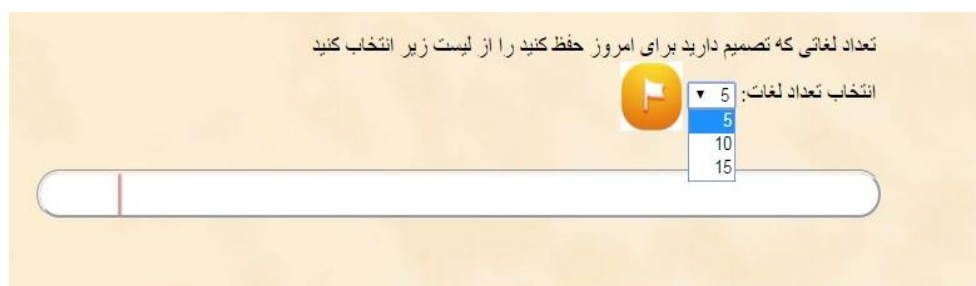 تعداد لغاتی که تصمیم دارید برای امروز حفظ کنید را از لیست زیر انتخاب کنید
انتخاب تعداد لغات: 5
5
10
15